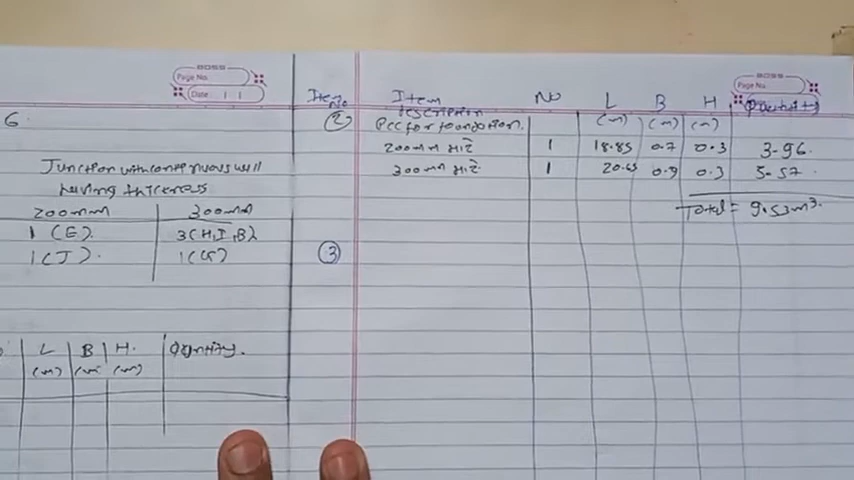 BOSS
Page No.
Date
6
Junction with continuous wall
having thickness
200mm 300mm
1 (E). 3(H,I,B)
1(J). 1(G)
L B H. Quantity.
(m) (m (m)
BOSS
Page No.
Item No Item description No L B H Quantity
(m) (m) (m)
② PCC for foundation.
200mm 1 18.85 0.7 0.3 3.96.
300mm 1 20.65 0.9 0.3 5.57.
Total = 9.53m³.
③